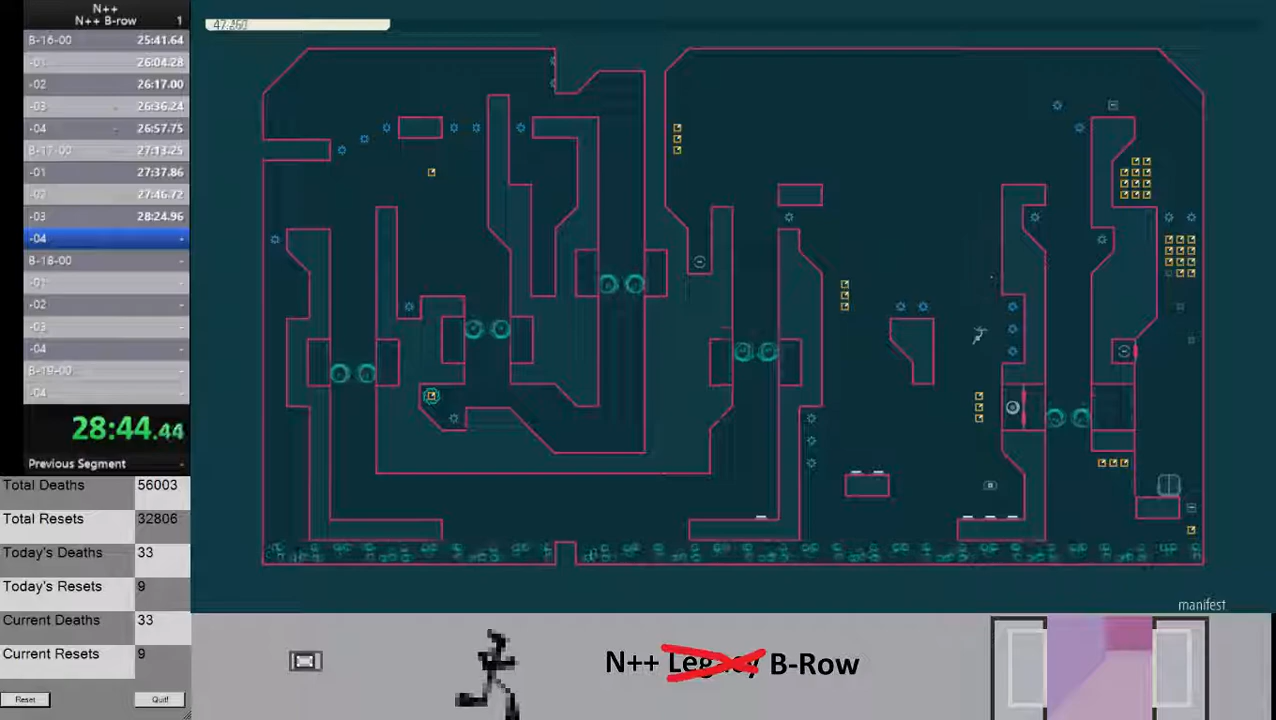 N++
N++ B-row 1
B-16-00 25:41.64
-01 26:04.28
-02 26:17.00
-03 26:36.24
-04 26:57.75
B-17-00 27:13.25
-01 27:37.86
-02 27:46.72
-03 28:24.96
-04 -
B-18-00 -
-01 -
-02 -
-03 -
-04 -
B-19-00 -
-04 -
28:44.44
Previous Segment -
Total Deaths 56003
Total Resets 32806
Today's Deaths 33
Today's Resets 9
Current Deaths 33
Current Resets 9
Reset Quit!
manifest
N++ Legacy B-Row